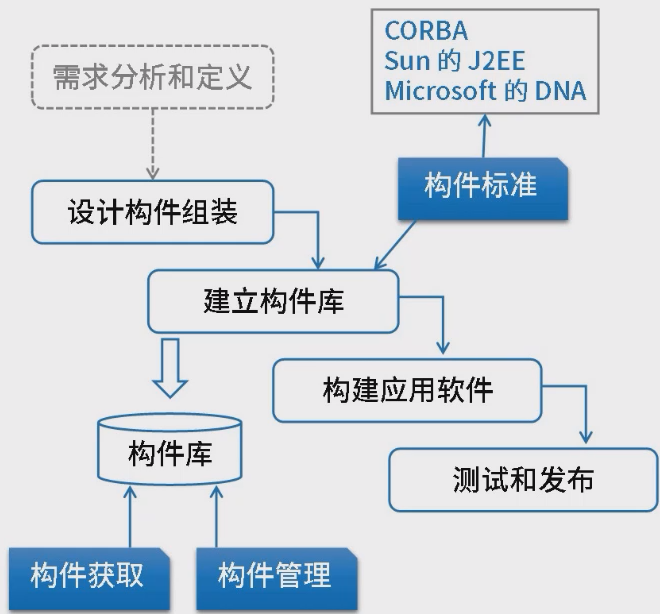 需求分析和定义
CORBA
Sun 的 J2EE
Microsoft 的 DNA
构件标准
设计构件组装
建立构件库
构建应用软件
构件库
测试和发布
构件获取
构件管理